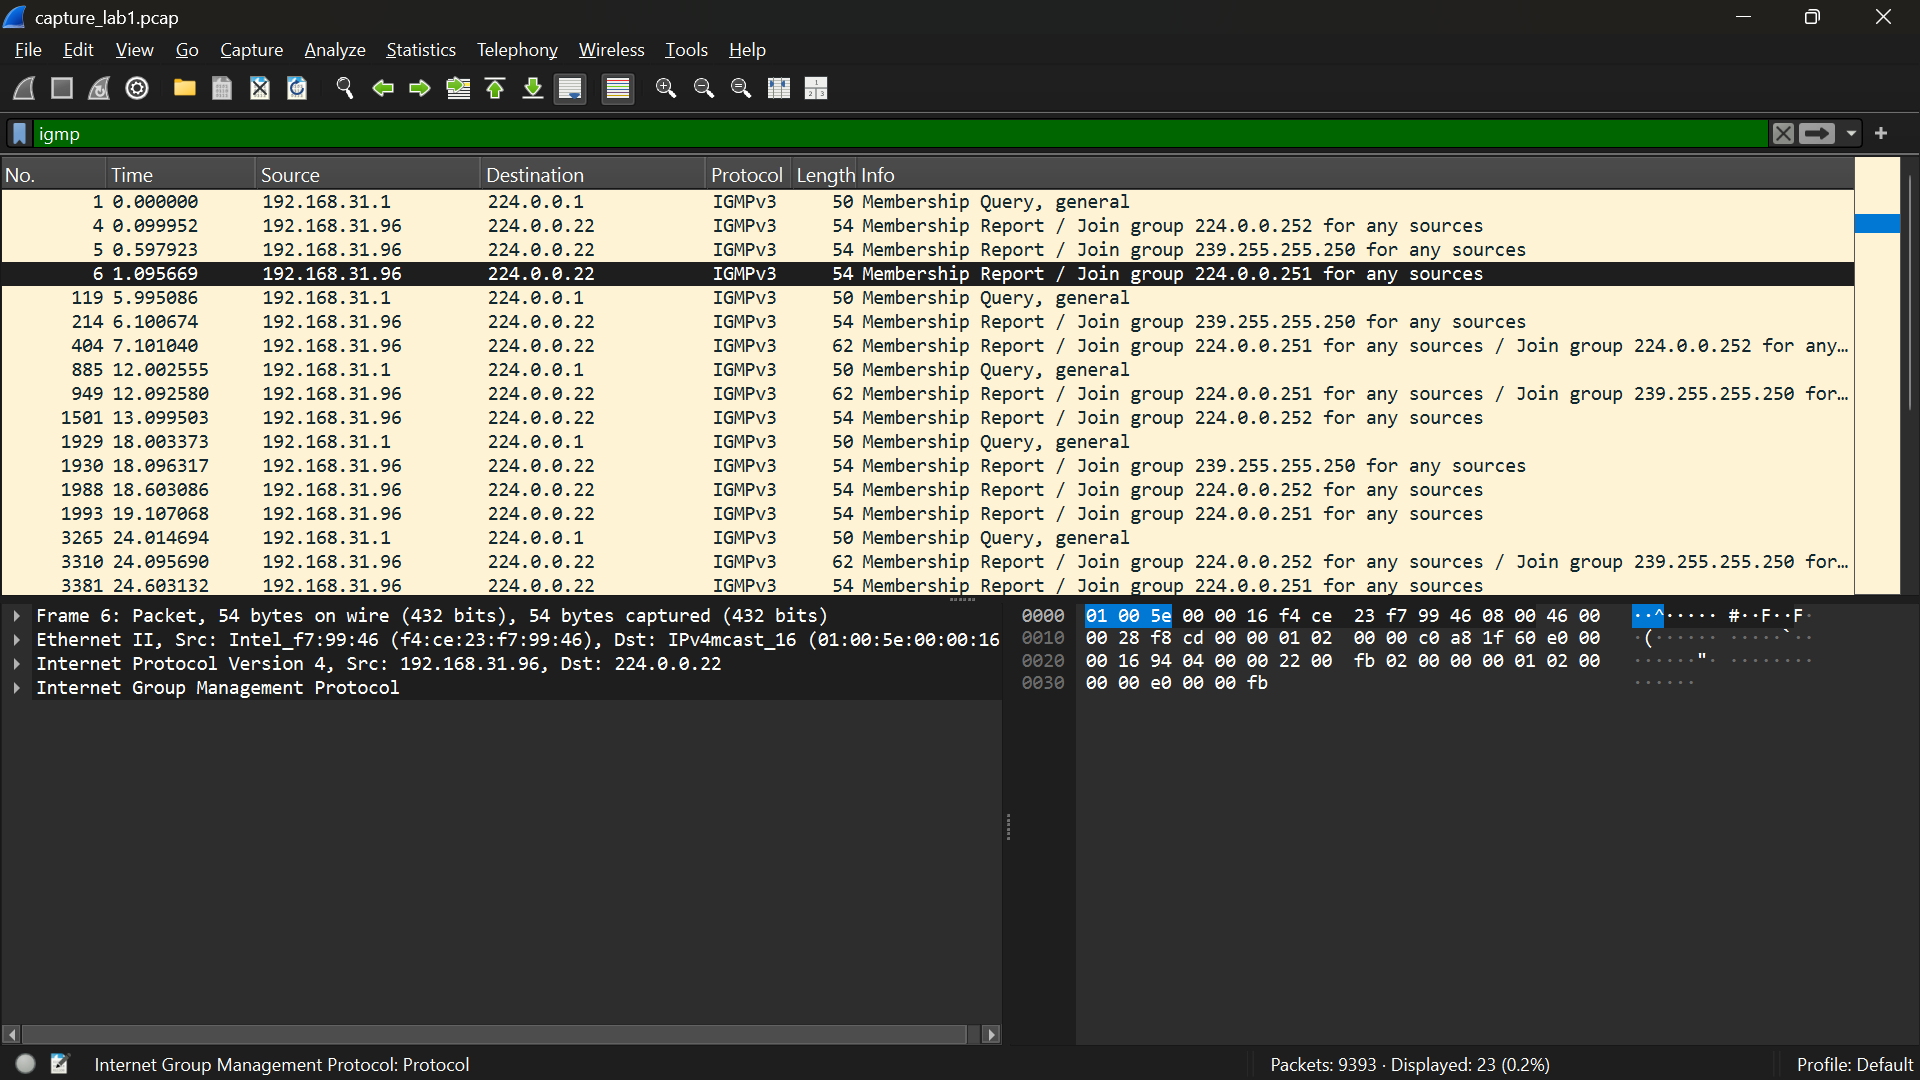 capture_lab1.pcap
File Edit View Go Capture Analyze Statistics Telephony Wireless Tools Help
igmp
No. Time Source Destination Protocol Length Info
1 0.000000 192.168.31.1 224.0.0.1 IGMPv3 50 Membership Query, general
4 0.099952 192.168.31.96 224.0.0.22 IGMPv3 54 Membership Report / Join group 224.0.0.252 for any sources
5 0.597923 192.168.31.96 224.0.0.22 IGMPv3 54 Membership Report / Join group 239.255.255.250 for any sources
6 1.095669 192.168.31.96 224.0.0.22 IGMPv3 54 Membership Report / Join group 224.0.0.251 for any sources
119 5.995086 192.168.31.1 224.0.0.1 IGMPv3 50 Membership Query, general
214 6.100674 192.168.31.96 224.0.0.22 IGMPv3 54 Membership Report / Join group 239.255.255.250 for any sources
404 7.101040 192.168.31.96 224.0.0.22 IGMPv3 62 Membership Report / Join group 224.0.0.251 for any sources / Join group 224.0.0.252 for any…
885 12.002555 192.168.31.1 224.0.0.1 IGMPv3 50 Membership Query, general
949 12.092580 192.168.31.96 224.0.0.22 IGMPv3 62 Membership Report / Join group 224.0.0.251 for any sources / Join group 239.255.255.250 for…
1501 13.099503 192.168.31.96 224.0.0.22 IGMPv3 54 Membership Report / Join group 224.0.0.252 for any sources
1929 18.003373 192.168.31.1 224.0.0.1 IGMPv3 50 Membership Query, general
1930 18.096317 192.168.31.96 224.0.0.22 IGMPv3 54 Membership Report / Join group 239.255.255.250 for any sources
1988 18.603086 192.168.31.96 224.0.0.22 IGMPv3 54 Membership Report / Join group 224.0.0.252 for any sources
1993 19.107068 192.168.31.96 224.0.0.22 IGMPv3 54 Membership Report / Join group 224.0.0.251 for any sources
3265 24.014694 192.168.31.1 224.0.0.1 IGMPv3 50 Membership Query, general
3310 24.095690 192.168.31.96 224.0.0.22 IGMPv3 62 Membership Report / Join group 224.0.0.252 for any sources / Join group 239.255.255.250 for…
3381 24.603132 192.168.31.96 224.0.0.22 IGMPv3 54 Membership Report / Join group 224.0.0.251 for any sources
Frame 6: Packet, 54 bytes on wire (432 bits), 54 bytes captured (432 bits)
Ethernet II, Src: Intel_f7:99:46 (f4:ce:23:f7:99:46), Dst: IPv4mcast_16 (01:00:5e:00:00:16
Internet Protocol Version 4, Src: 192.168.31.96, Dst: 224.0.0.22
Internet Group Management Protocol
0000 01 00 5e 00 00 16 f4 ce 23 f7 99 46 08 00 46 00 ··^····· #··F··F·
0010 00 28 f8 cd 00 00 01 02 00 00 c0 a8 1f 60 e0 00 ·(······ ·····`··
0020 00 16 94 04 00 00 22 00 fb 02 00 00 00 01 02 00 ······"· ········
0030 00 00 e0 00 00 fb ······
Internet Group Management Protocol: Protocol
Packets: 9393 · Displayed: 23 (0.2%)
Profile: Default